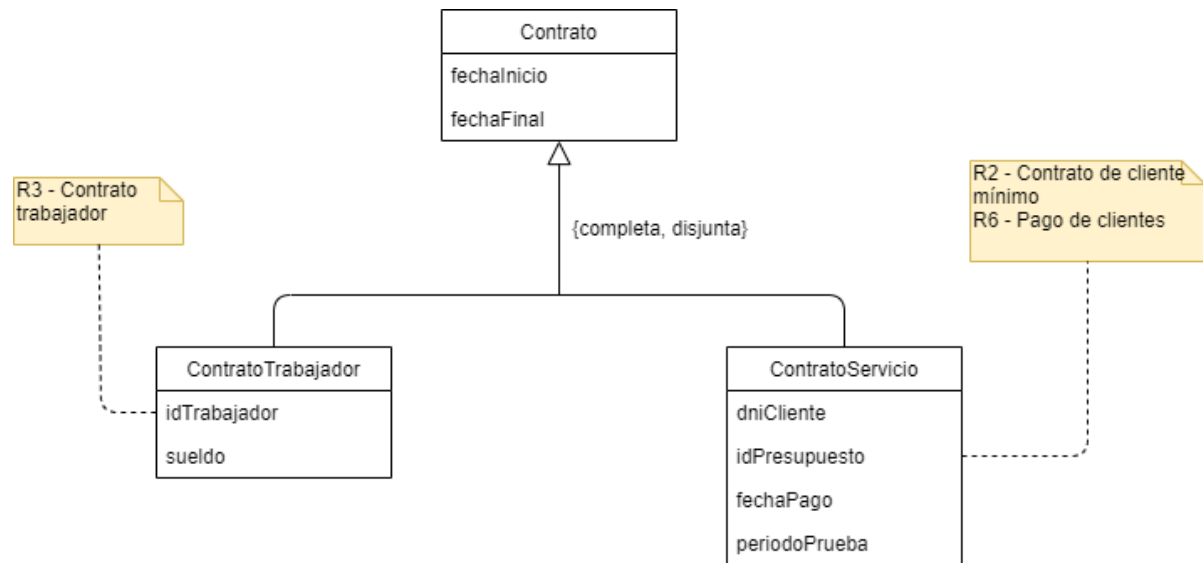 Contrato
fechaInicio
fechaFinal
R3 - Contrato
trabajador
R2 - Contrato de cliente
mínimo
R6 - Pago de clientes
{completa, disjunta}
ContratoTrabajador
idTrabajador
sueldo
ContratoServicio
dniCliente
idPresupuesto
fechaPago
periodoPrueba